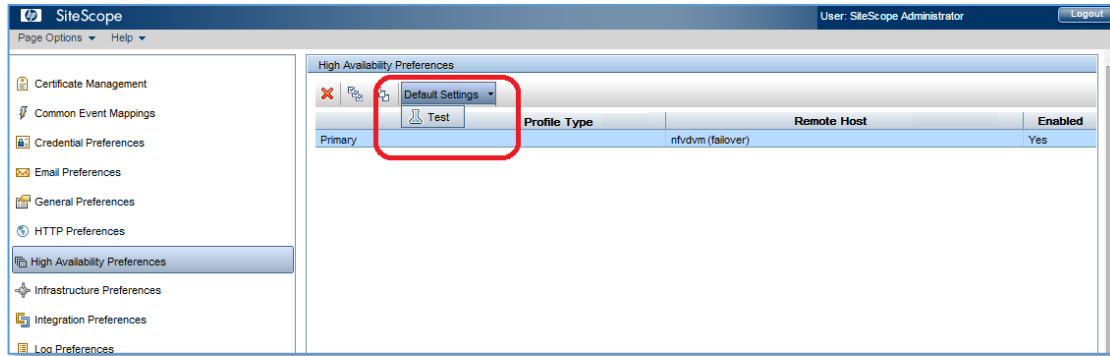 hp SiteScope User: SiteScope Administrator Logout
Page Options Help
High Availability Preferences
Default Settings
Test
Profile Type Remote Host Enabled
Primary nfvdvm (failover) Yes
Certificate Management
Common Event Mappings
Credential Preferences
Email Preferences
General Preferences
HTTP Preferences
High Availability Preferences
Infrastructure Preferences
Integration Preferences
Log Preferences